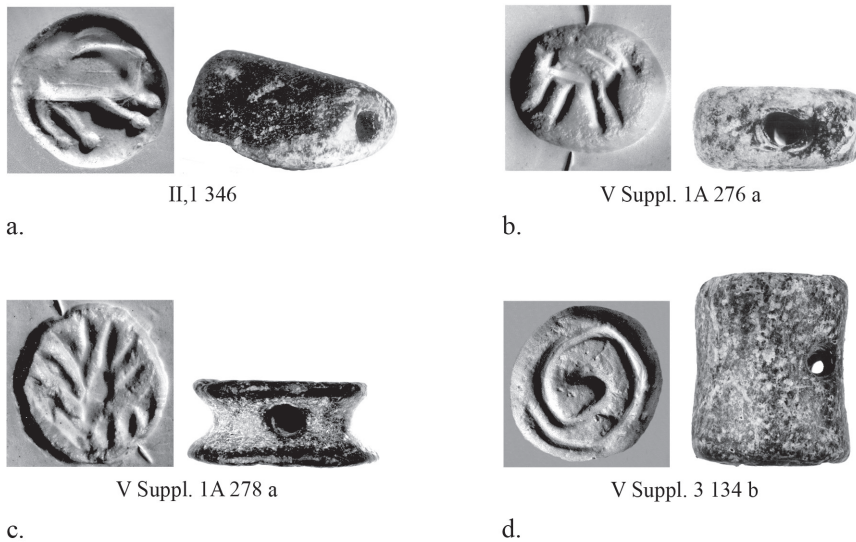 II,1 346
a.
V Suppl. 1A 276 a
b.
V Suppl. 1A 278 a
c.
V Suppl. 3 134 b
d.